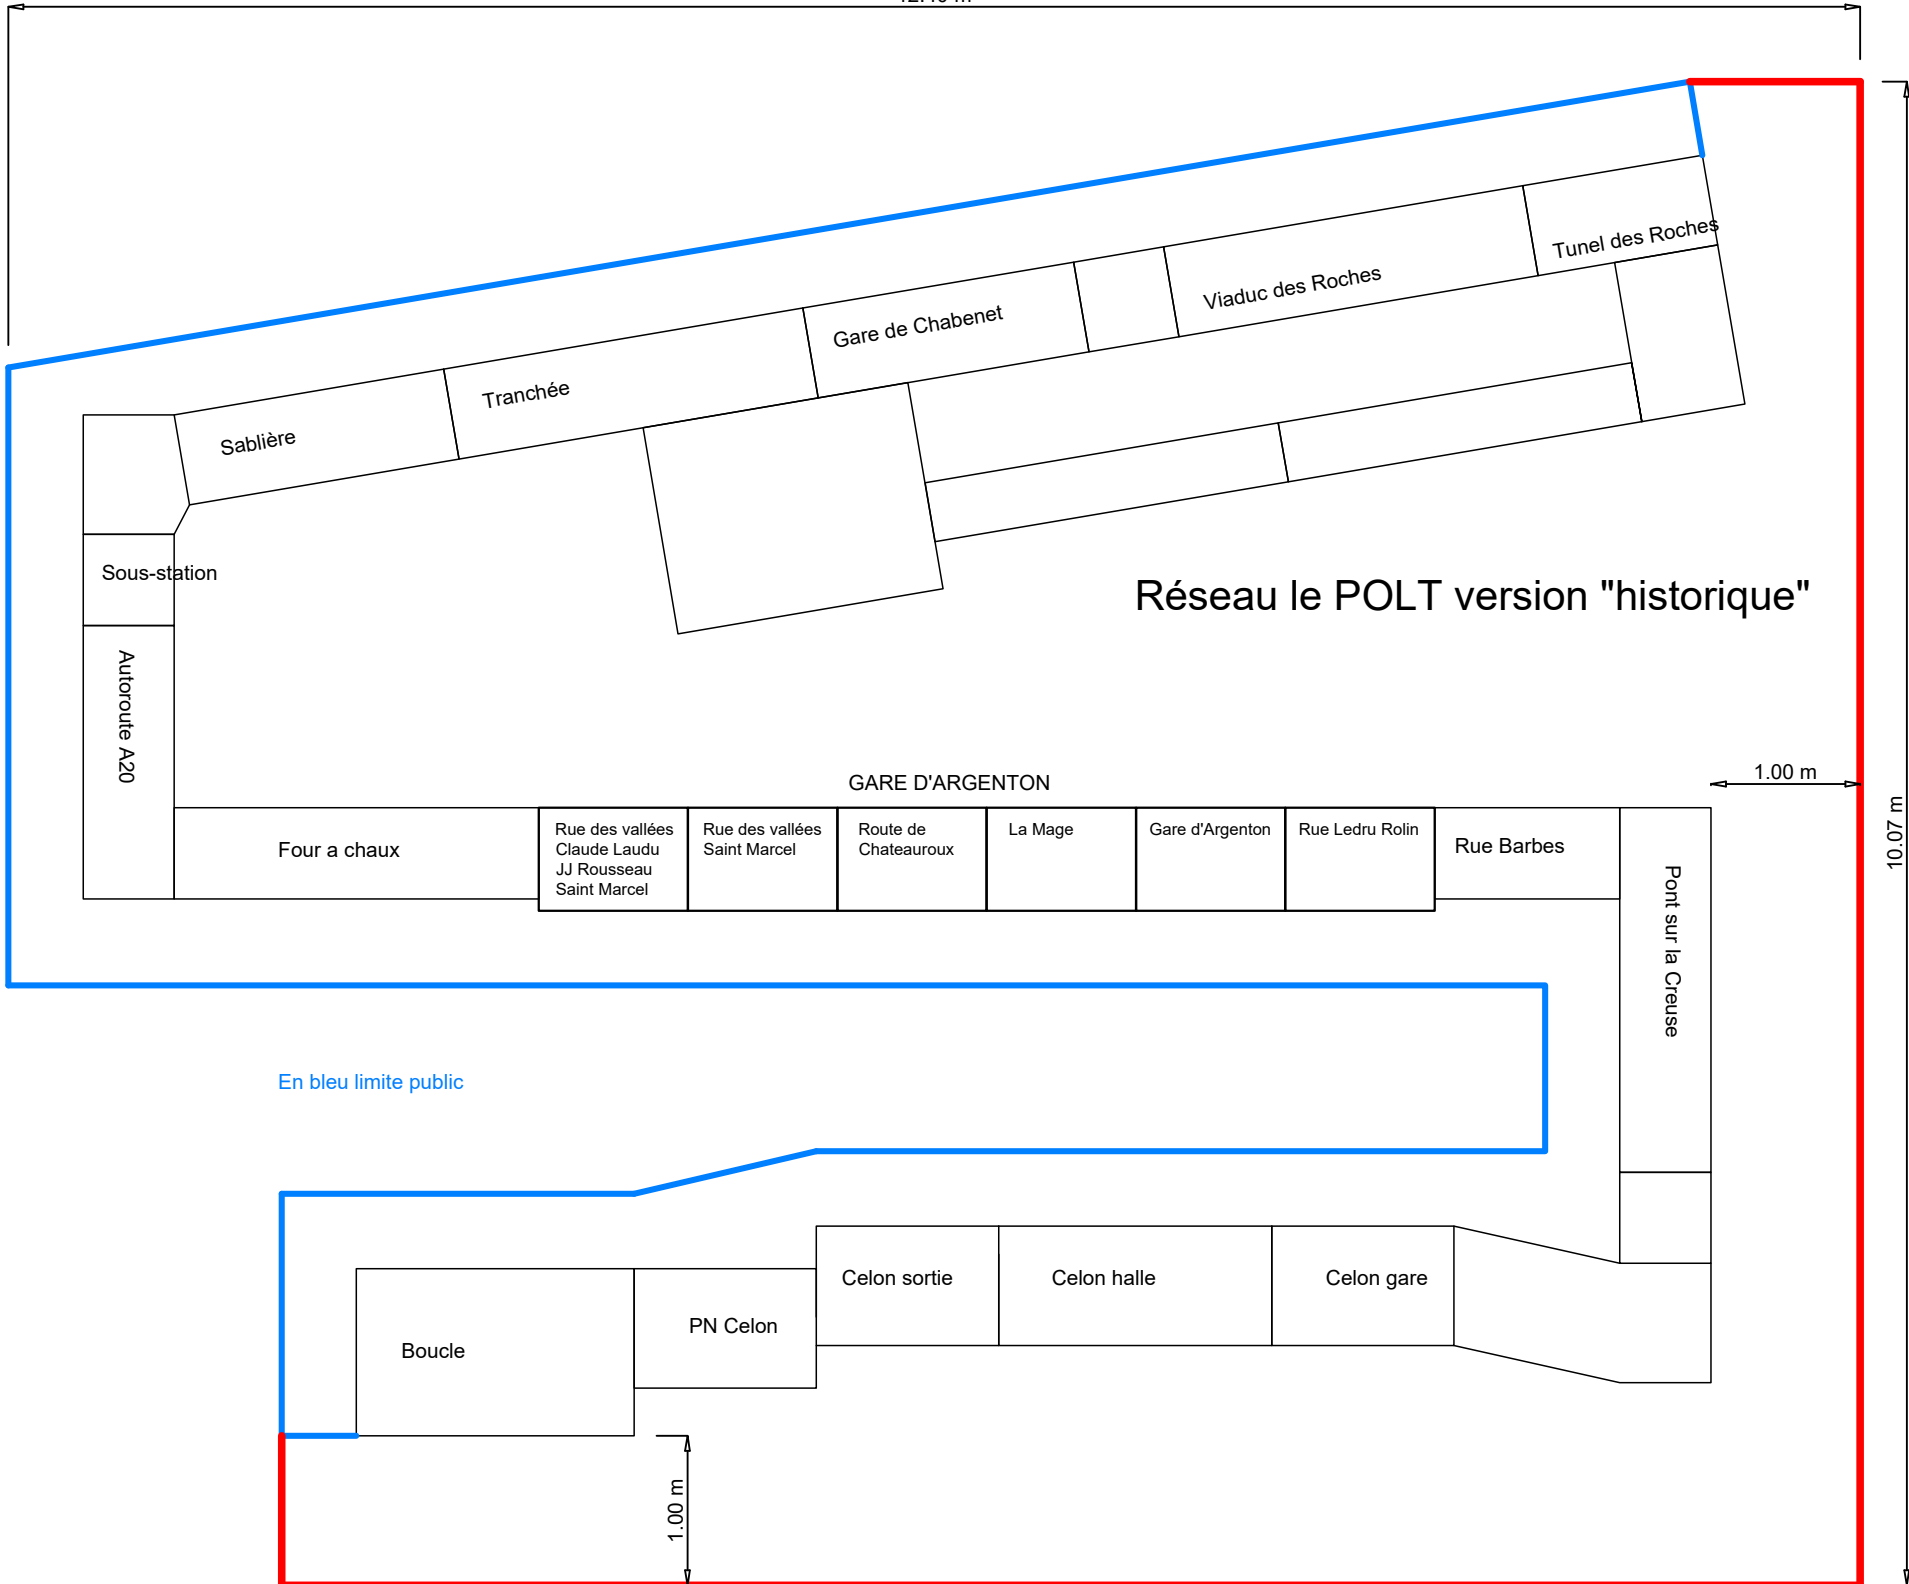 Tunel des Roches
Viaduc des Roches
Gare de Chabenet
Tranchée
Sablière
Sous-station
Réseau le POLT version "historique"
Autoroute A20
GARE D'ARGENTON
1.00 m
10.07 m
Four a chaux
Rue des vallées
Claude Laudu
JJ Rousseau
Saint Marcel
Rue des vallées
Saint Marcel
Route de
Chateauroux
La Mage
Gare d'Argenton
Rue Ledru Rolin
Rue Barbes
Pont sur la Creuse
En bleu limite public
Celon sortie
Celon halle
Celon gare
PN Celon
Boucle
1.00 m